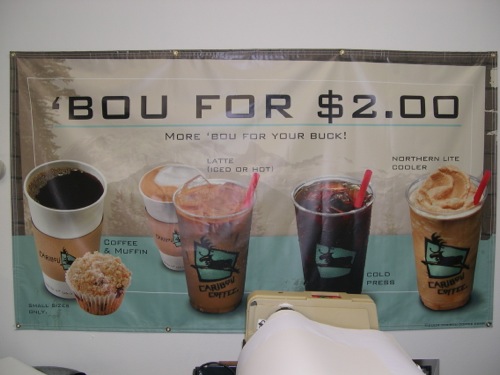 'BOU FOR $2.00
MORE 'BOU FOR YOUR BUCK!
LATTE
(ICED OR HOT)
NORTHERN LITE
COOLER
COFFEE
& MUFFIN
COLD
PRESS
SMALL SIZES
ONLY.
CARIBOU
CARIBOU
CARIBOU
COFFEE
CARIBOU
COFFEE